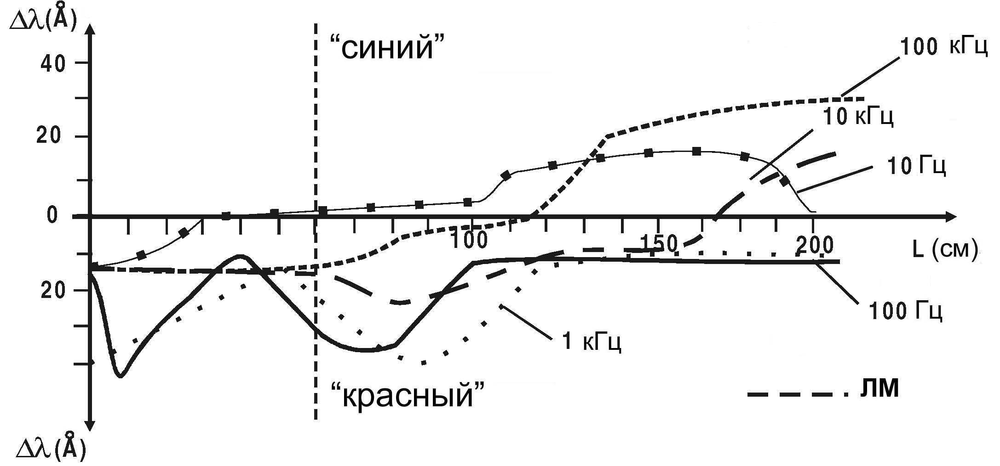 Δλ(Å)
“синий”
40
100 кГц
10 кГц
20
10 Гц
0
100
150
200
L (см)
20
100 Гц
1 кГц
“красный”
ЛМ
Δλ(Å)